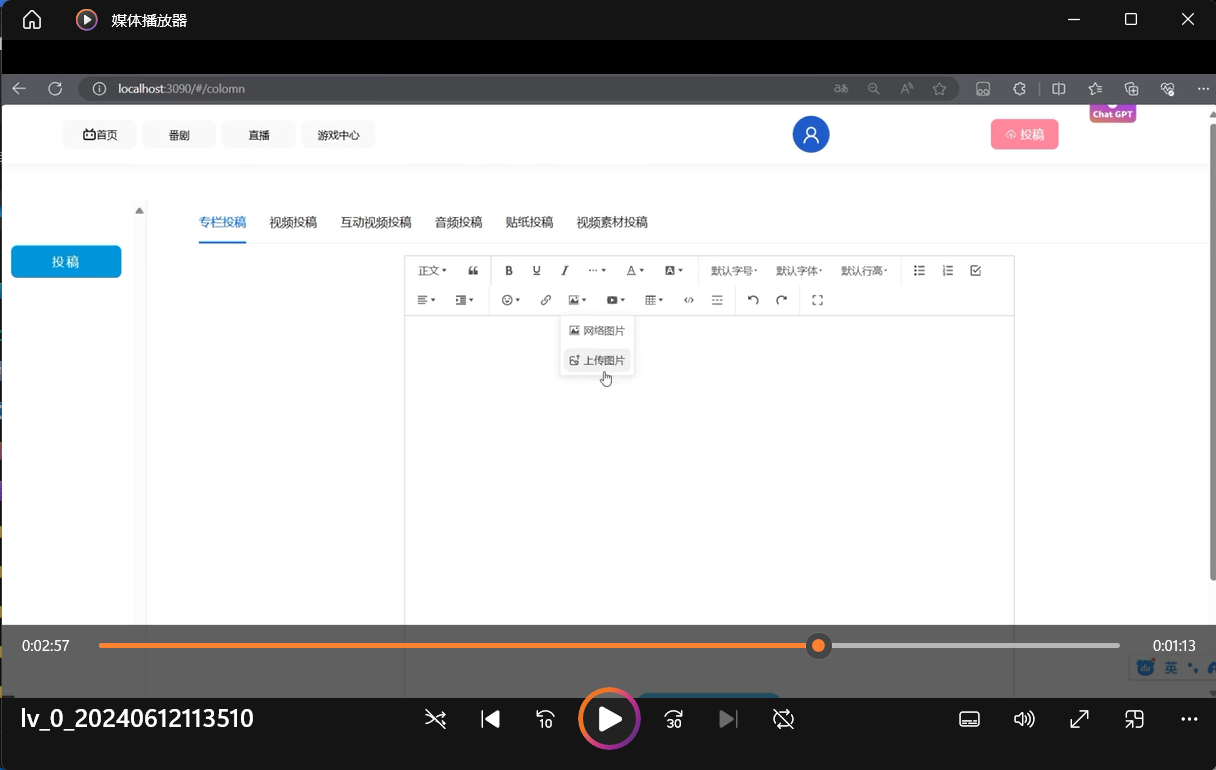 媒体播放器
localhost:3090/#/colomn
Chat GPT
首页 番剧 直播 游戏中心 投稿
专栏投稿 视频投稿 互动视频投稿 音频投稿 贴纸投稿 视频素材投稿
投稿
正文 B U I A A 默认字号 默认字体 默认行高
网络图片
上传图片
0:02:57 0:01:13
du 英
lv_0_20240612113510
10 30